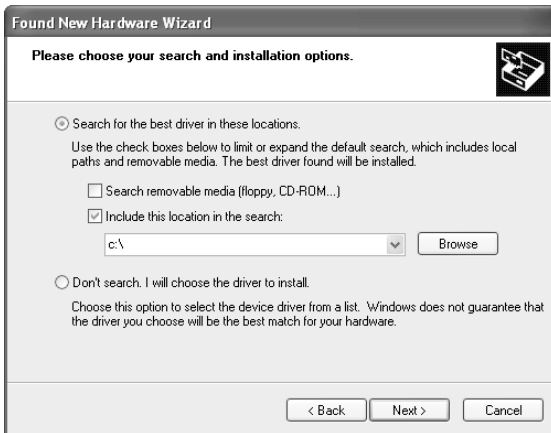 Found New Hardware Wizard
Please choose your search and installation options.
Search for the best driver in these locations.
Use the check boxes below to limit or expand the default search, which includes local
paths and removable media. The best driver found will be installed.
Search removable media (floppy, CD-ROM...)
Include this location in the search:
c:\
Browse
Don't search. I will choose the driver to install.
Choose this option to select the device driver from a list. Windows does not guarantee that
the driver you choose will be the best match for your hardware.
< Back Next > Cancel